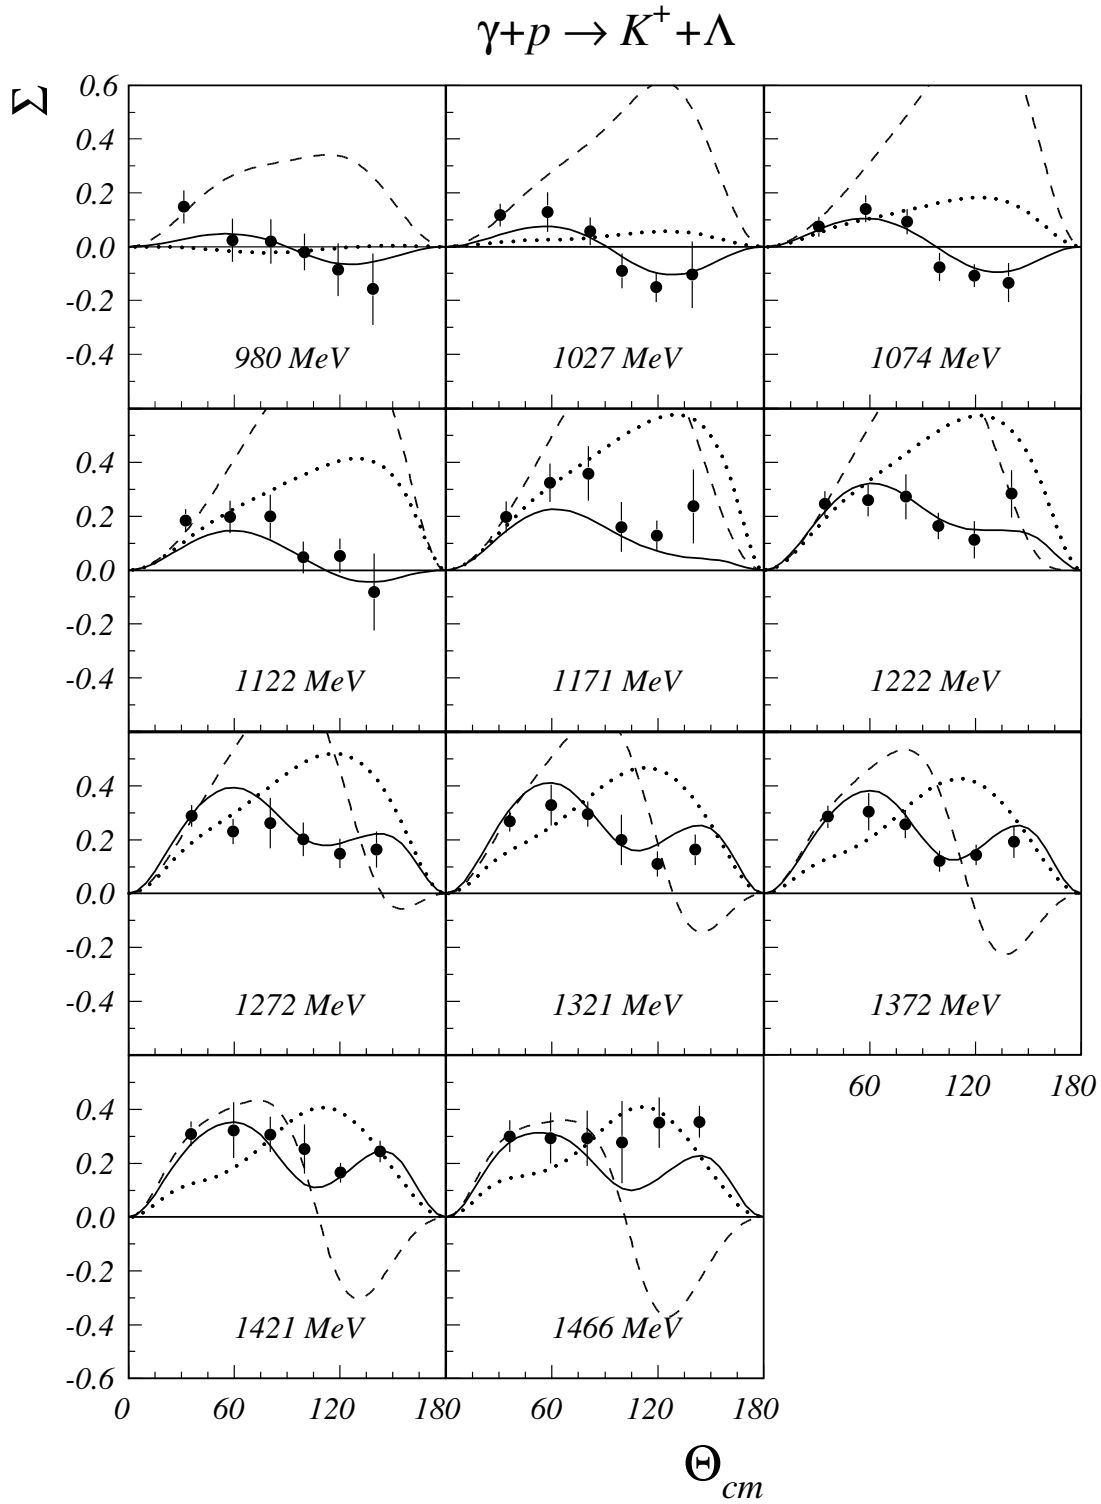 γ+p → K⁺+Λ
Σ
0.6
0.4
0.2
0.0
-0.2
-0.4
980 MeV
1027 MeV
1074 MeV
0.4
0.2
0.0
-0.2
-0.4
1122 MeV
1171 MeV
1222 MeV
0.4
0.2
0.0
-0.2
-0.4
1272 MeV
1321 MeV
1372 MeV
60 120 180
0.4
0.2
0.0
-0.2
-0.4
-0.6
1421 MeV
1466 MeV
0 60 120 180 60 120 180
Θcm